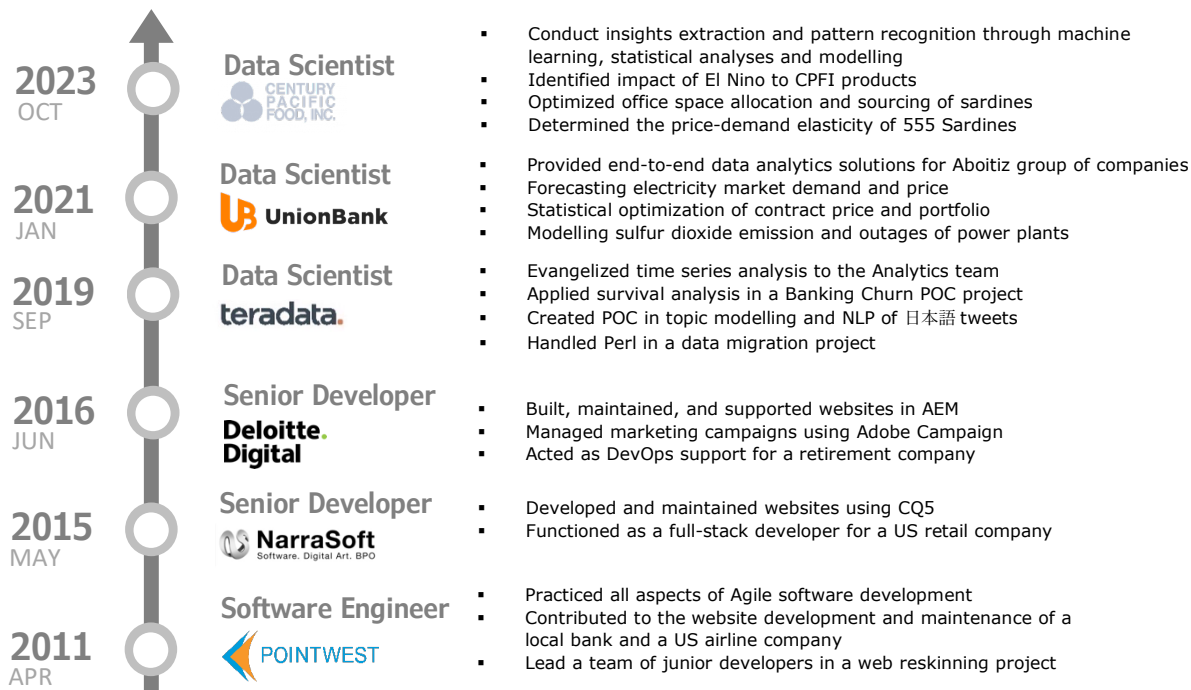 2023
OCT
Data Scientist
CENTURY
PACIFIC
FOOD, INC.
▪ Conduct insights extraction and pattern recognition through machine
learning, statistical analyses and modelling
▪ Identified impact of El Nino to CPFI products
▪ Optimized office space allocation and sourcing of sardines
▪ Determined the price-demand elasticity of 555 Sardines
2021
JAN
Data Scientist
UB UnionBank
▪ Provided end-to-end data analytics solutions for Aboitiz group of companies
▪ Forecasting electricity market demand and price
▪ Statistical optimization of contract price and portfolio
▪ Modelling sulfur dioxide emission and outages of power plants
2019
SEP
Data Scientist
teradata.
▪ Evangelized time series analysis to the Analytics team
▪ Applied survival analysis in a Banking Churn POC project
▪ Created POC in topic modelling and NLP of 日本語 tweets
▪ Handled Perl in a data migration project
2016
JUN
Senior Developer
Deloitte.
Digital
▪ Built, maintained, and supported websites in AEM
▪ Managed marketing campaigns using Adobe Campaign
▪ Acted as DevOps support for a retirement company
2015
MAY
Senior Developer
NarraSoft
Software. Digital Art. BPO
▪ Developed and maintained websites using CQ5
▪ Functioned as a full-stack developer for a US retail company
2011
APR
Software Engineer
POINTWEST
▪ Practiced all aspects of Agile software development
▪ Contributed to the website development and maintenance of a
local bank and a US airline company
▪ Lead a team of junior developers in a web reskinning project